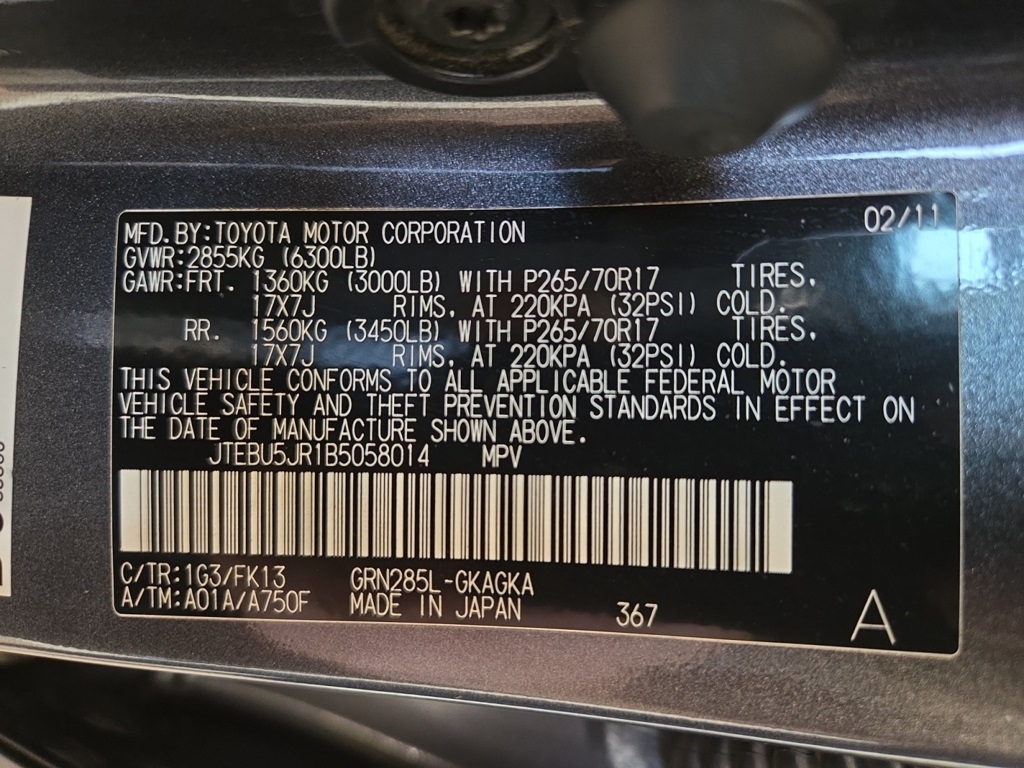 02/11
MFD. BY: TOYOTA MOTOR CORPORATION
GVWR: 2855KG (6300LB)
GAWR: FRT. 1360KG (3000LB) WITH P265/70R17 TIRES,
17X7J RIMS, AT 220KPA (32PSI) COLD.
RR. 1560KG (3450LB) WITH P265/70R17 TIRES,
17X7J RIMS, AT 220KPA (32PSI) COLD.
THIS VEHICLE CONFORMS TO ALL APPLICABLE FEDERAL MOTOR
VEHICLE SAFETY AND THEFT PREVENTION STANDARDS IN EFFECT ON
THE DATE OF MANUFACTURE SHOWN ABOVE.
JTEBU5JR1B5058014 MPV
C/TR: 1G3/FK13 GRN285L-GKAGKA
A/TM: A01A/A750F MADE IN JAPAN 367 A